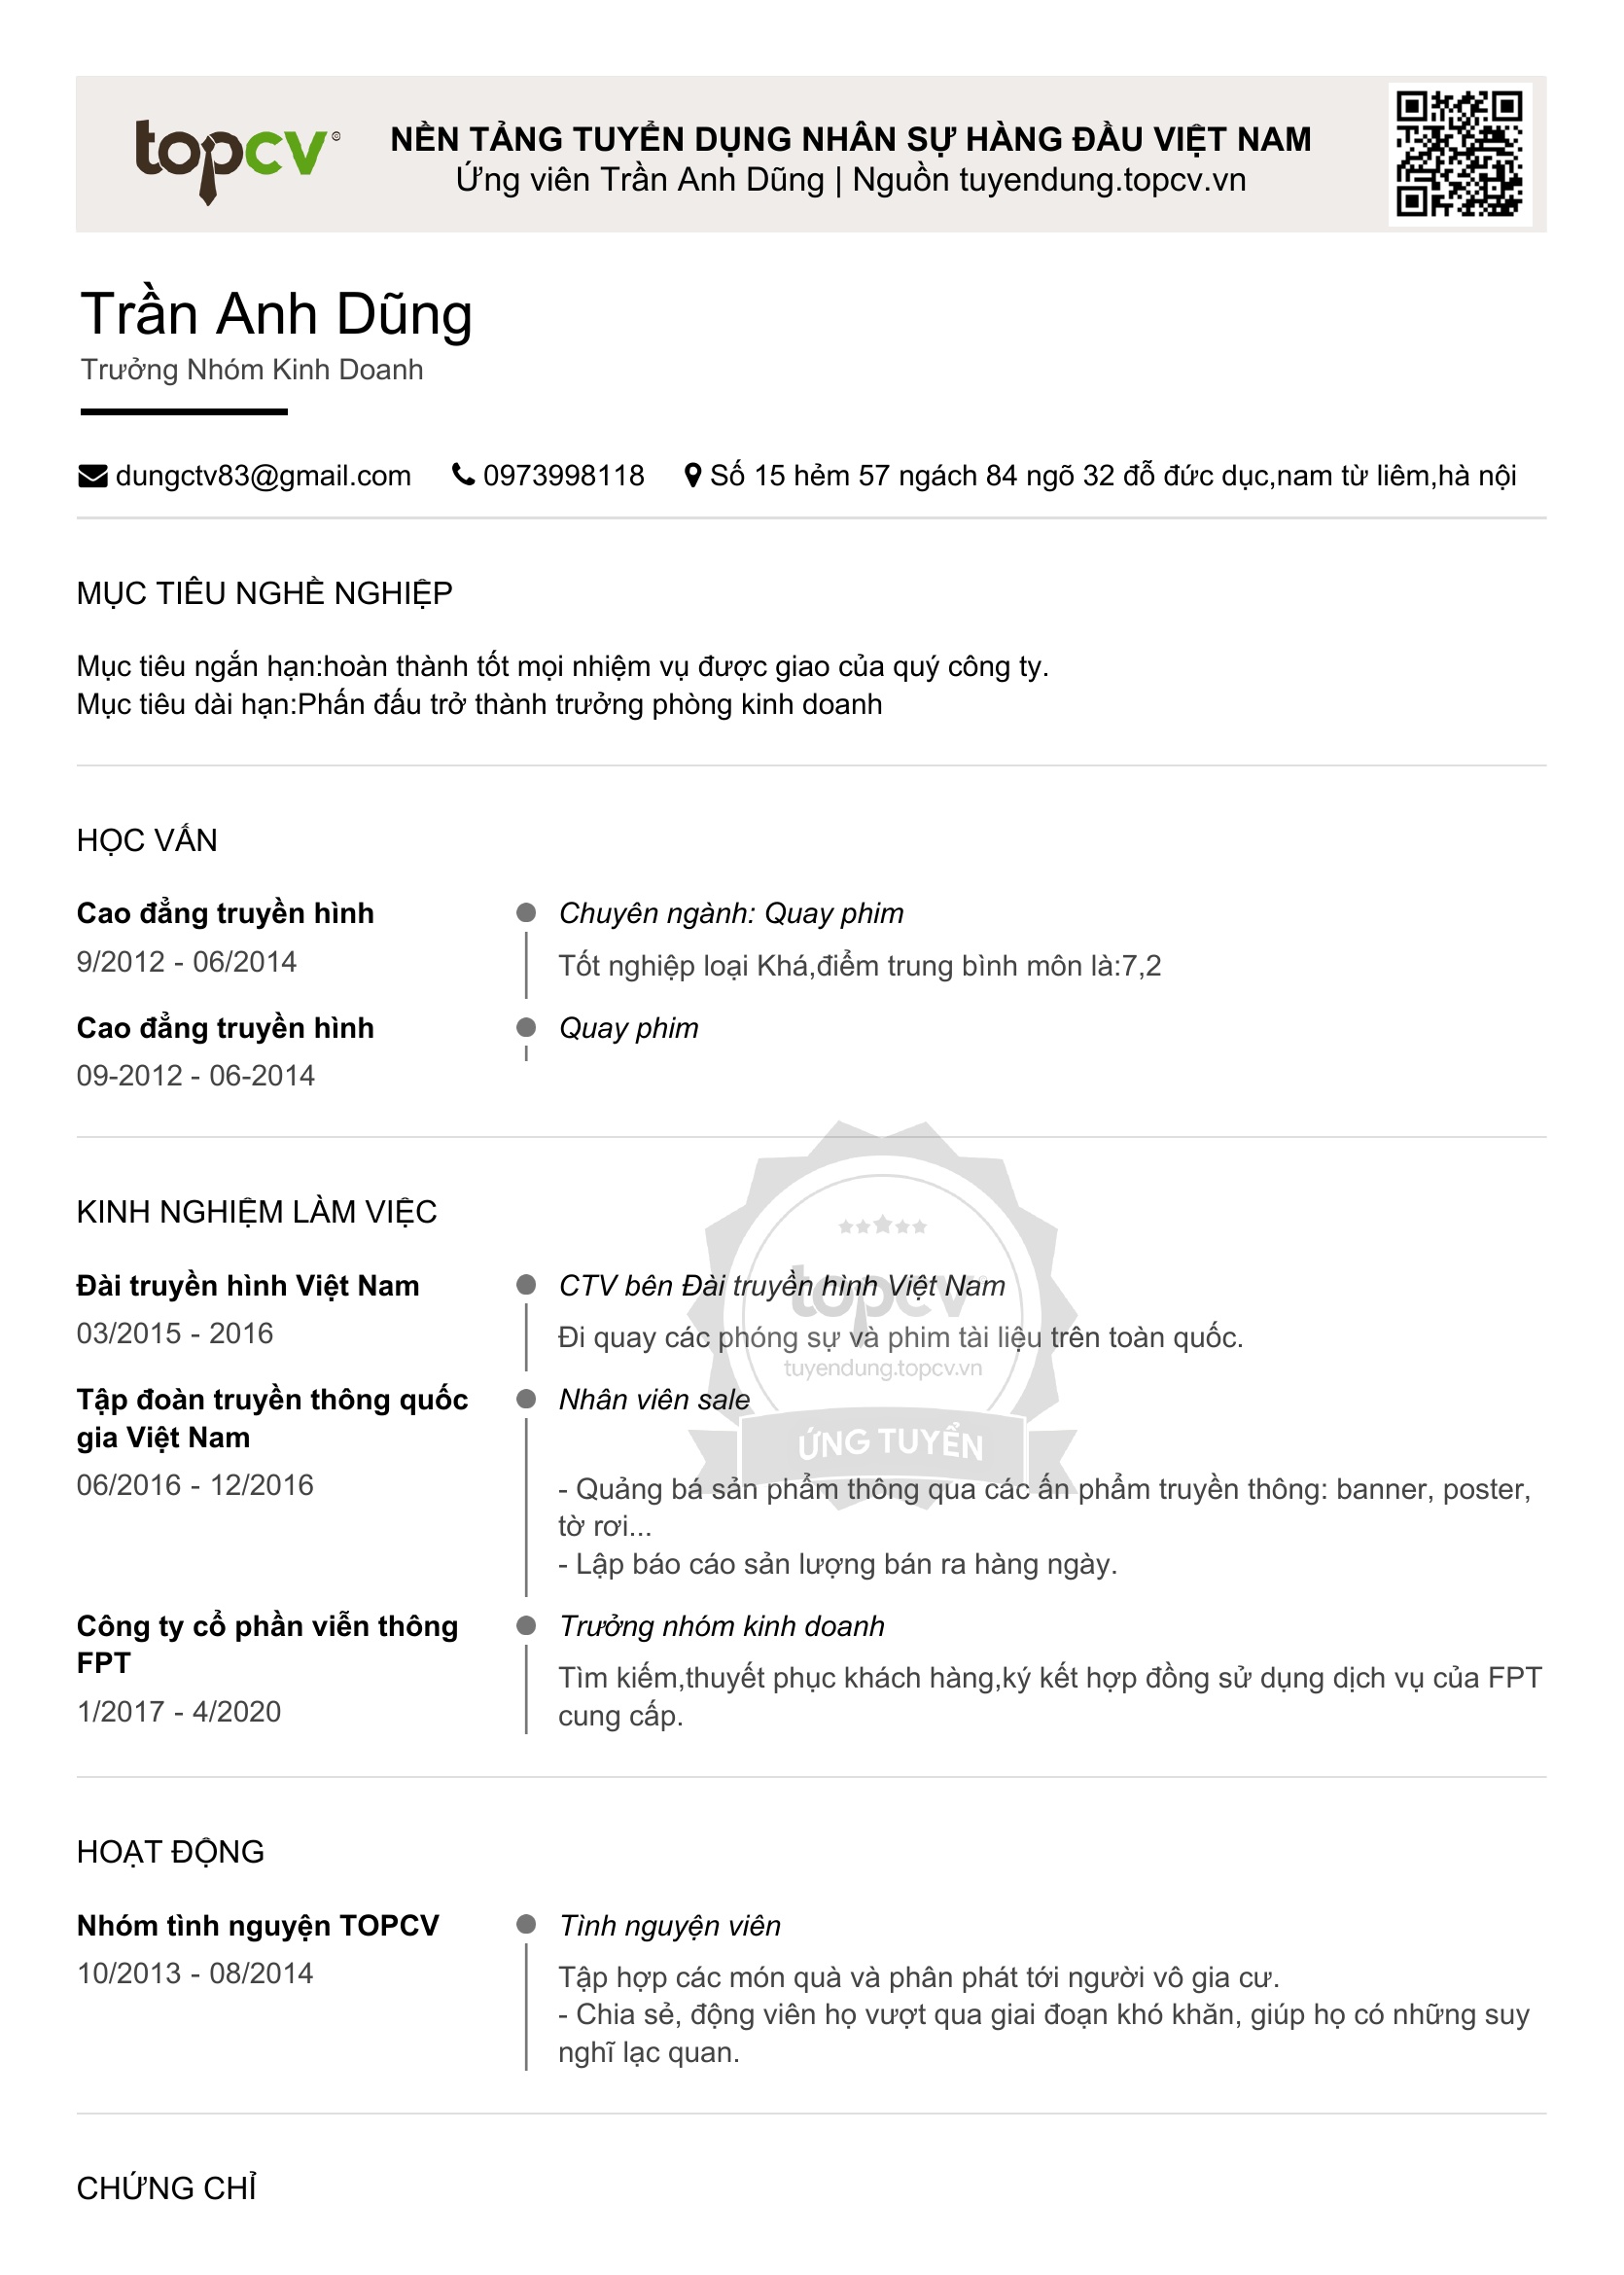 topcv©
NỀN TẢNG TUYỂN DỤNG NHÂN SỰ HÀNG ĐẦU VIỆT NAM
Ứng viên Trần Anh Dũng | Nguồn tuyendung.topcv.vn
Trần Anh Dũng
Trưởng Nhóm Kinh Doanh
dungctv83@gmail.com 0973998118 Số 15 hẻm 57 ngách 84 ngõ 32 đỗ đức dục,nam từ liêm,hà nội
MỤC TIÊU NGHỀ NGHIỆP
Mục tiêu ngắn hạn:hoàn thành tốt mọi nhiệm vụ được giao của quý công ty.
Mục tiêu dài hạn:Phấn đấu trở thành trưởng phòng kinh doanh
HỌC VẤN
Cao đẳng truyền hình
9/2012 - 06/2014
Chuyên ngành: Quay phim
Tốt nghiệp loại Khá,điểm trung bình môn là:7,2
Cao đẳng truyền hình
09-2012 - 06-2014
Quay phim
KINH NGHIỆM LÀM VIỆC
Đài truyền hình Việt Nam
03/2015 - 2016
CTV bên Đài truyền hình Việt Nam
Đi quay các phóng sự và phim tài liệu trên toàn quốc.
topcv
tuyendung.topcv.vn
ỨNG TUYỂN
Tập đoàn truyền thông quốc
gia Việt Nam
06/2016 - 12/2016
Nhân viên sale
- Quảng bá sản phẩm thông qua các ấn phẩm truyền thông: banner, poster,
tờ rơi...
- Lập báo cáo sản lượng bán ra hàng ngày.
Công ty cổ phần viễn thông
FPT
1/2017 - 4/2020
Trưởng nhóm kinh doanh
Tìm kiếm,thuyết phục khách hàng,ký kết hợp đồng sử dụng dịch vụ của FPT
cung cấp.
HOẠT ĐỘNG
Nhóm tình nguyện TOPCV
10/2013 - 08/2014
Tình nguyện viên
Tập hợp các món quà và phân phát tới người vô gia cư.
- Chia sẻ, động viên họ vượt qua giai đoạn khó khăn, giúp họ có những suy
nghĩ lạc quan.
CHỨNG CHỈ